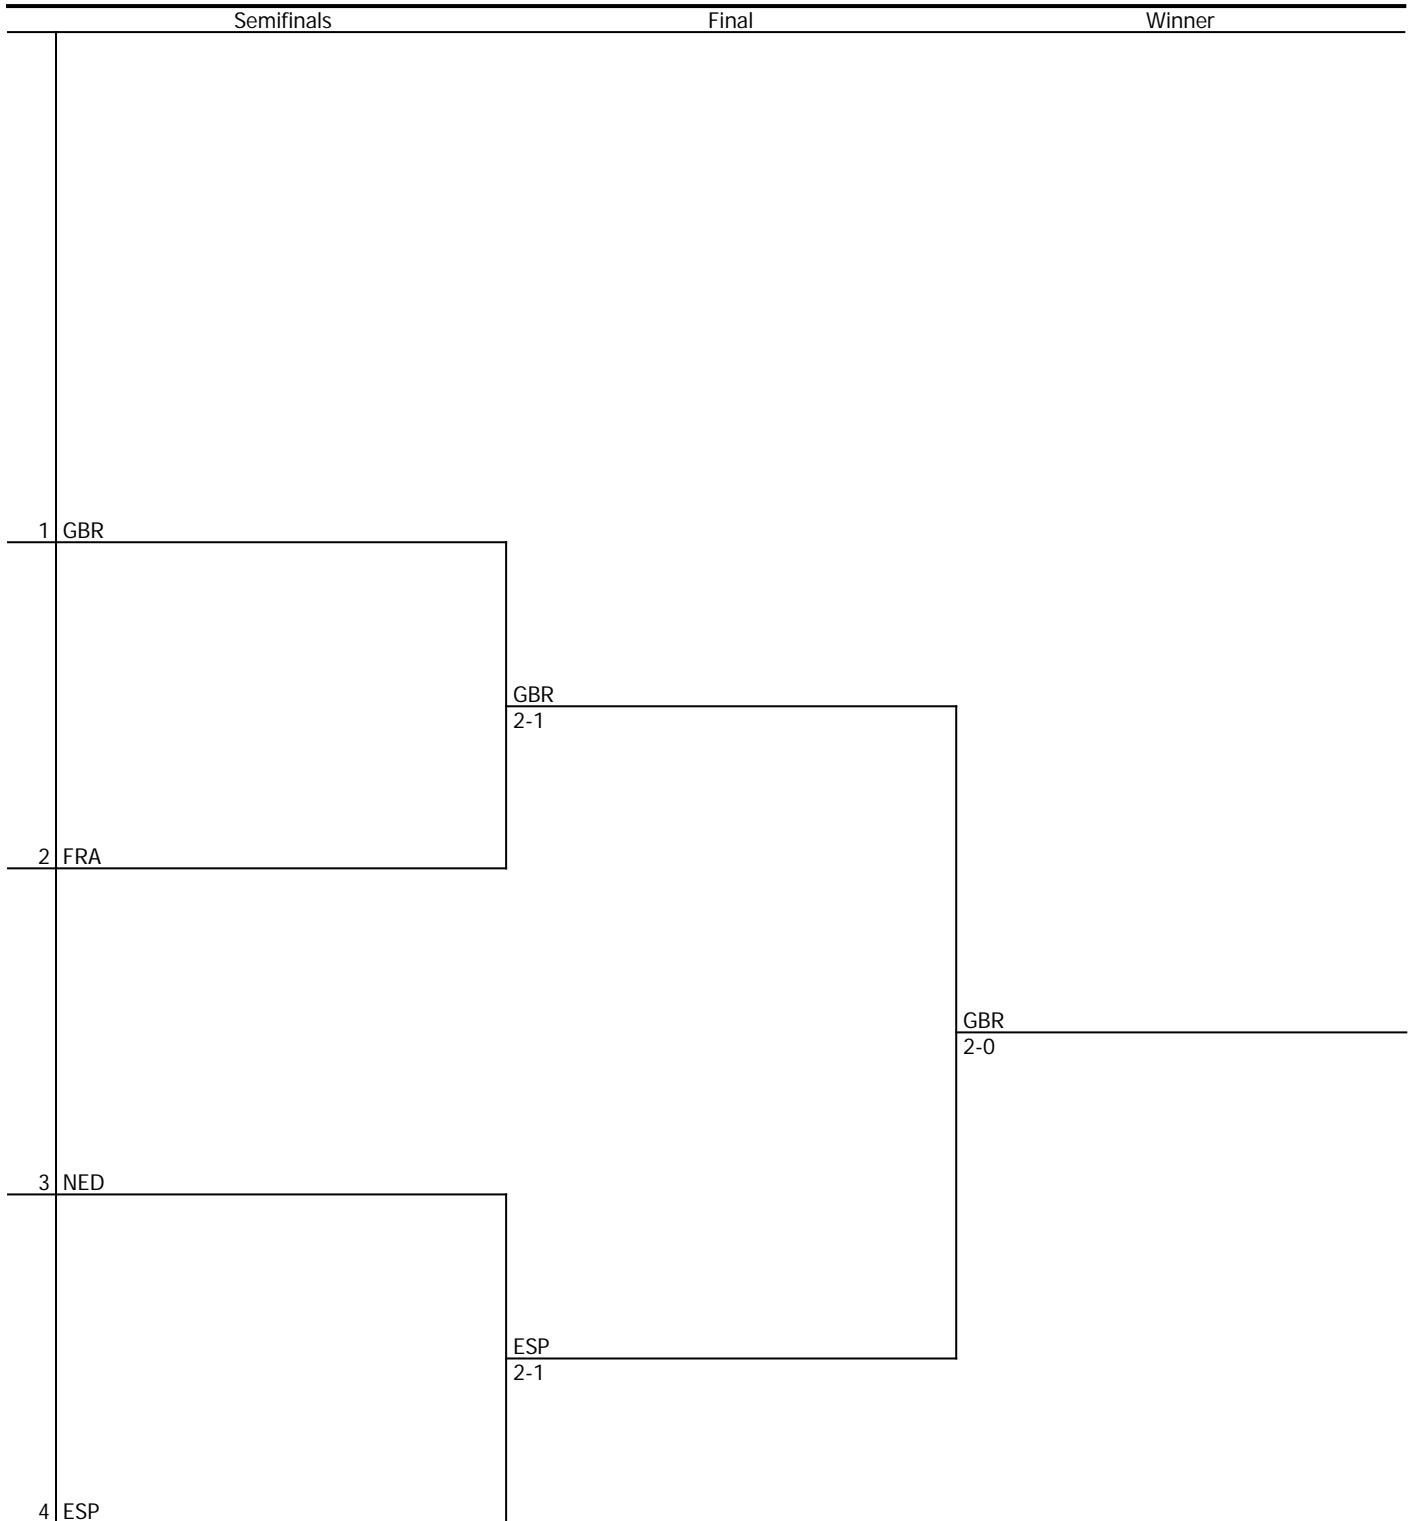 Semifinals Final Winner
1 GBR
GBR
2-1
2 FRA
GBR
2-0
3 NED
ESP
2-1
4 ESP